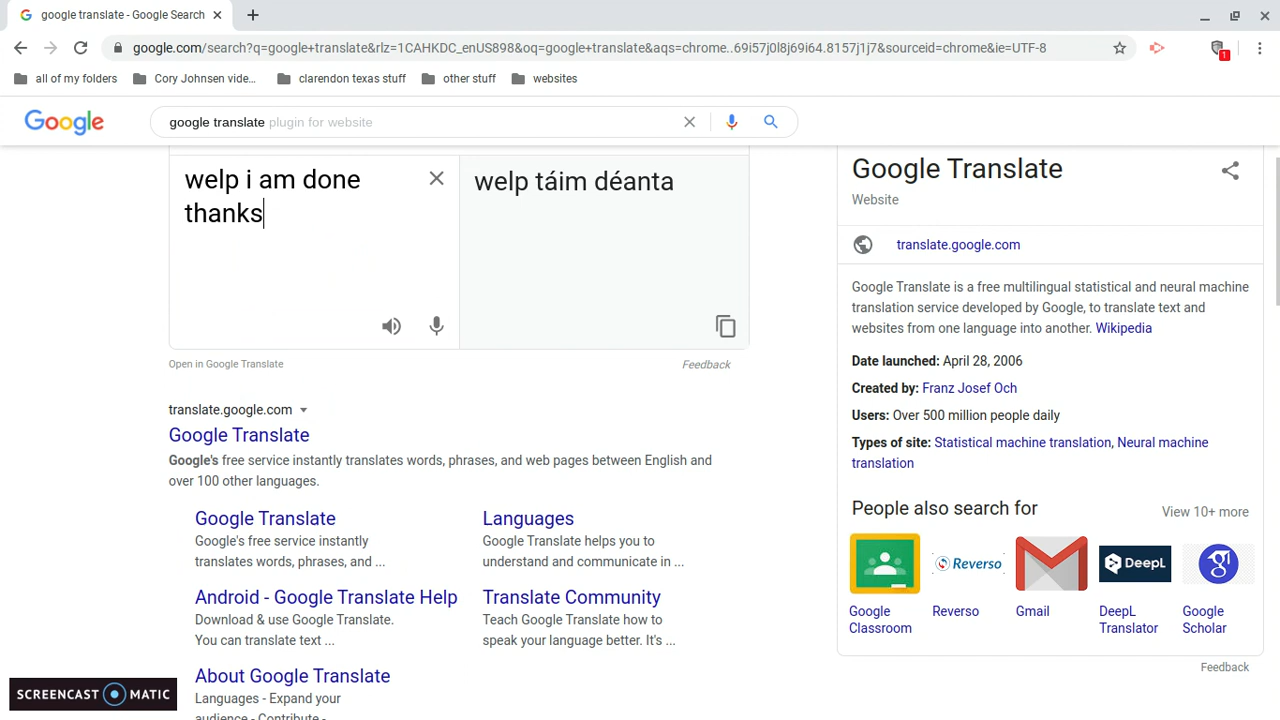 google translate - Google Search
google.com/search?q=google+translate&rlz=1CAHKDC_enUS898&oq=google+translate&aqs=chrome..69i57j0l8j69i64.8157j1j7&sourceid=chrome&ie=UTF-8
1
all of my folders
Cory Johnsen vide...
clarendon texas stuff
other stuff
websites
Google
google translate plugin for website
welp i am done
thanks
welp táim déanta
Open in Google Translate
Feedback
translate.google.com
Google Translate
Google's free service instantly translates words, phrases, and web pages between English and
over 100 other languages.
Google Translate
Google's free service instantly
translates words, phrases, and ...
Languages
Google Translate helps you to
understand and communicate in ...
Android - Google Translate Help
Download & use Google Translate.
You can translate text ...
Translate Community
Teach Google Translate how to
speak your language better. It's ...
About Google Translate
Languages - Expand your
audience - Contribute -
Google Translate
Website
translate.google.com
Google Translate is a free multilingual statistical and neural machine
translation service developed by Google, to translate text and
websites from one language into another. Wikipedia
Date launched: April 28, 2006
Created by: Franz Josef Och
Users: Over 500 million people daily
Types of site: Statistical machine translation, Neural machine
translation
People also search for
View 10+ more
Reverso
DeepL
Google
Classroom
Reverso
Gmail
DeepL
Translator
Google
Scholar
Feedback
SCREENCAST MATIC